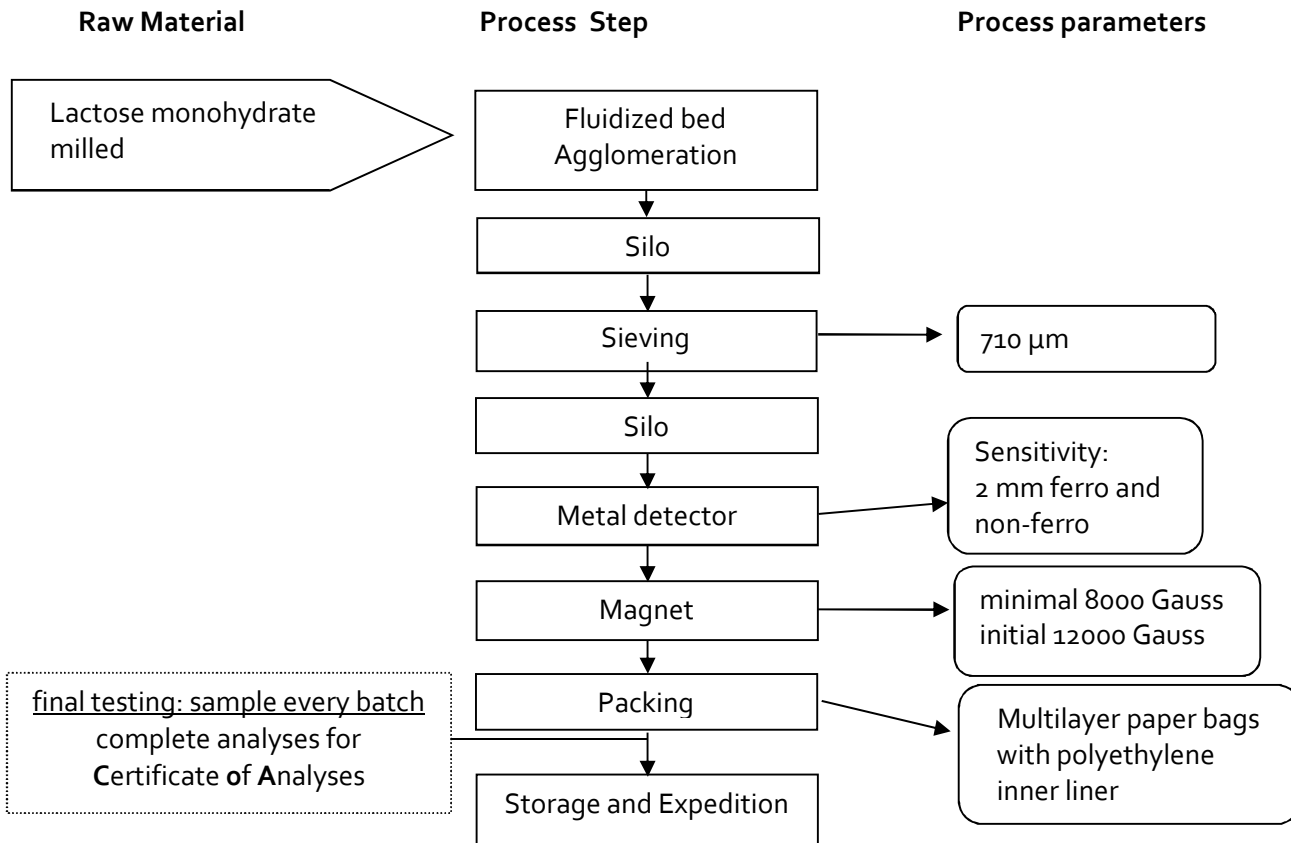 Raw Material
Process Step
Process parameters
Lactose monohydrate
milled
Fluidized bed
Agglomeration
Silo
Sieving
710 µm
Silo
Sensitivity:
2 mm ferro and
non-ferro
Metal detector
Magnet
minimal 8000 Gauss
initial 12000 Gauss
Packing
Multilayer paper bags
with polyethylene
inner liner
final testing: sample every batch
complete analyses for
Certificate of Analyses
Storage and Expedition